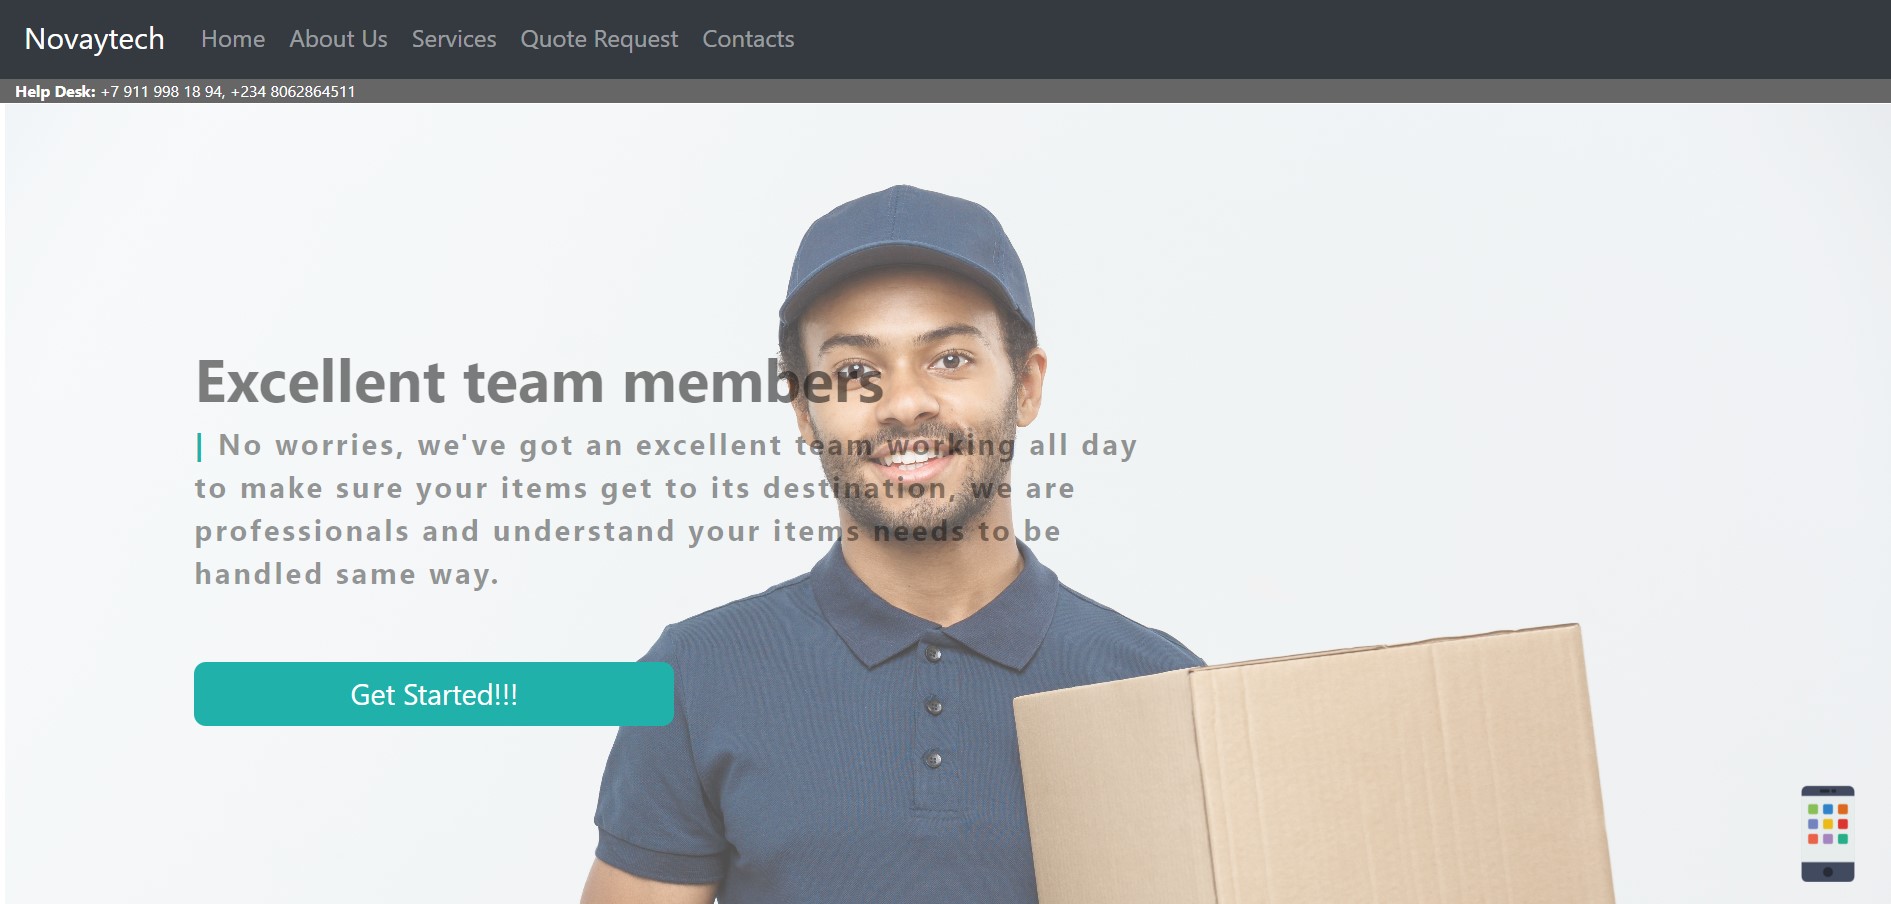 Novaytech Home About Us Services Quote Request Contacts
Help Desk: +7 911 998 18 94, +234 8062864511
Excellent team members
| No worries, we've got an excellent team working all day
to make sure your items get to its destination, we are
professionals and understand your items needs to be
handled same way.
Get Started!!!